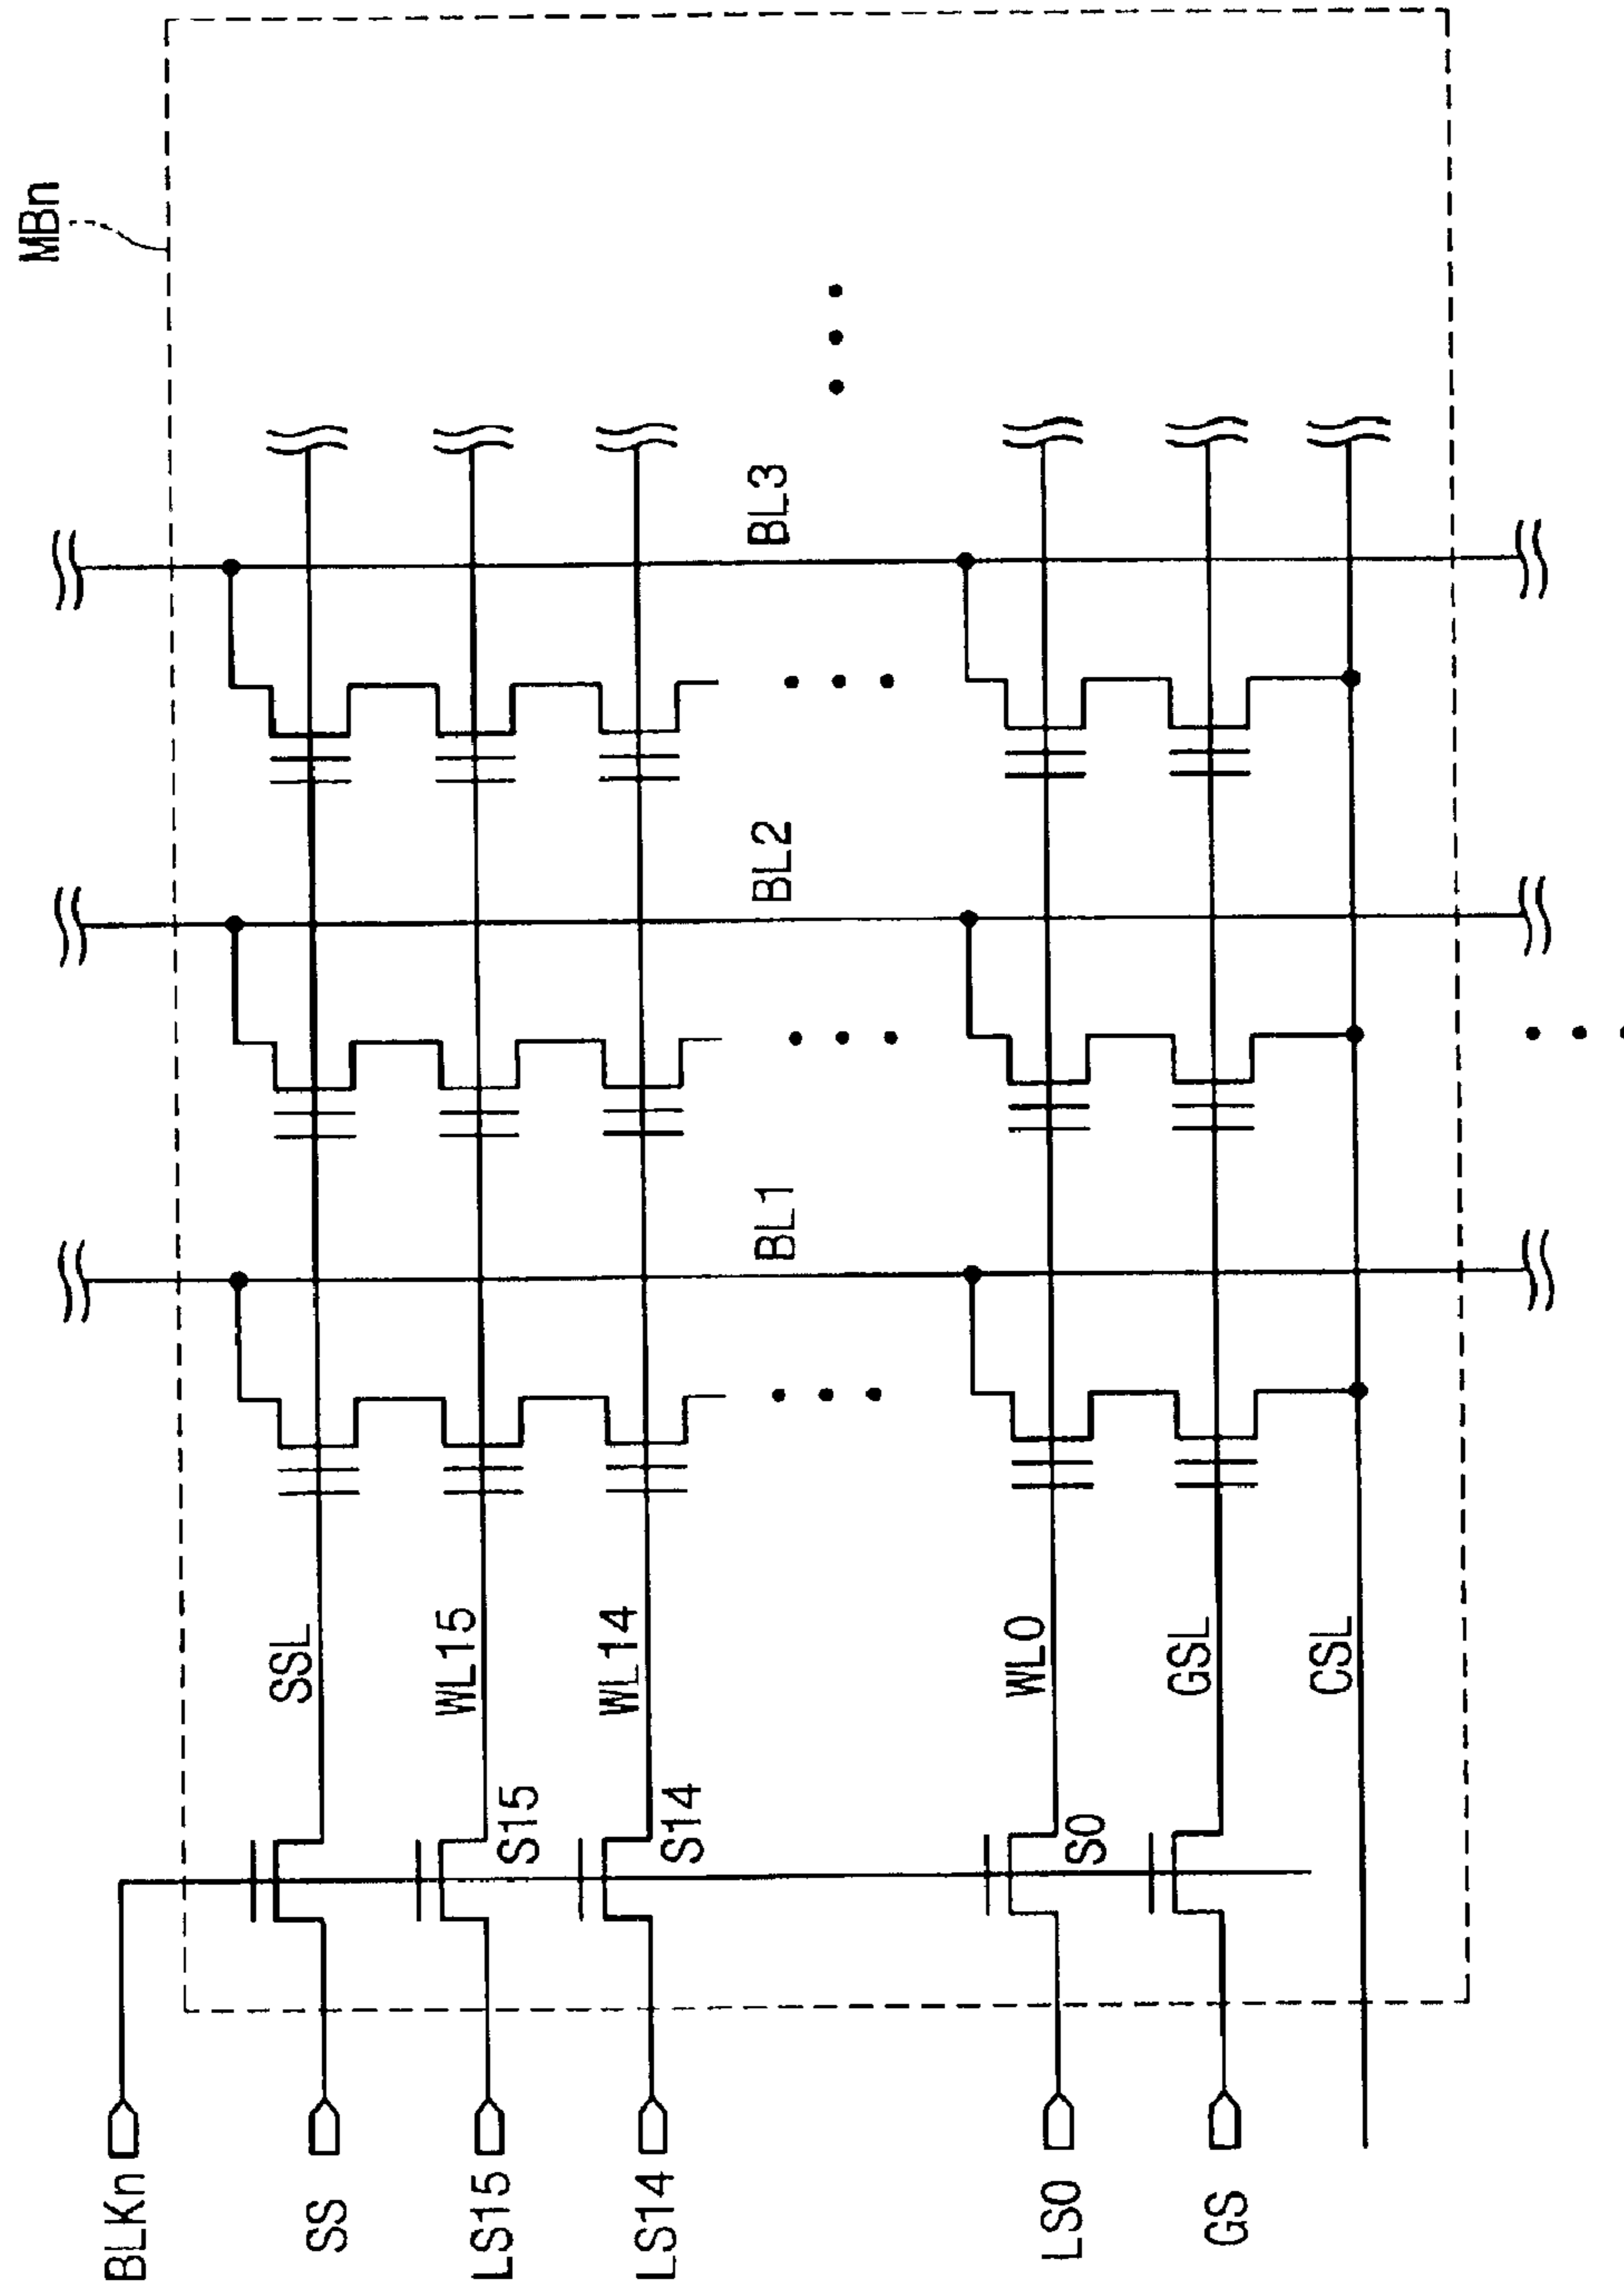 MBn
BL3
BL2
BL1
SSL
WL15
WL14
WL0
GSL
CSL
S15
S14
S0
BLKn
SS
LS15
LS14
LS0
GS